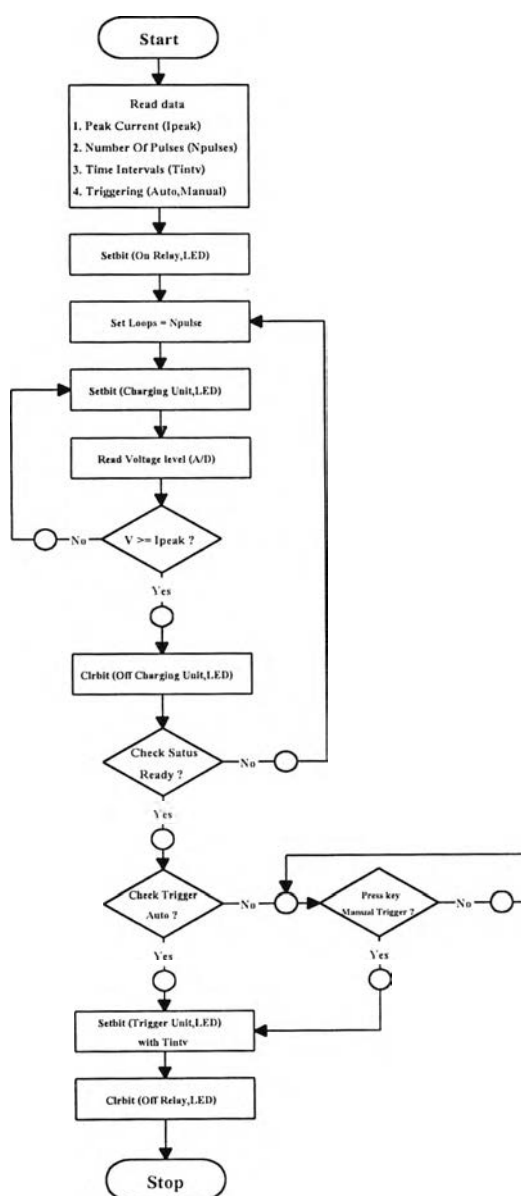 Start
Read data
1. Peak Current (Ipeak)
2. Number Of Pulses (Npulses)
3. Time Intervals (Tintv)
4. Triggering (Auto,Manual)
Setbit (On Relay,LED)
Set Loops = Npulse
Setbit (Charging Unit,LED)
Read Voltage level (A/D)
No
V >= Ipeak ?
Yes
Clrbit (Off Charging Unit,LED)
Check Satus
Ready ?
No
Yes
Check Trigger
Auto ?
No
Press key
Manual Trigger ?
No
Yes
Yes
Setbit (Trigger Unit,LED)
with Tintv
Clrbit (Off Relay,LED)
Stop